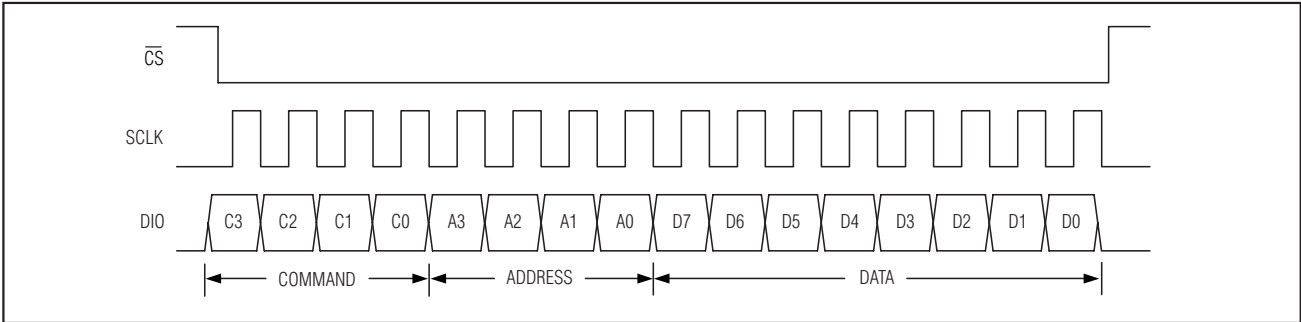 C̅S̅
SCLK
DIO C3 C2 C1 C0 A3 A2 A1 A0 D7 D6 D5 D4 D3 D2 D1 D0
COMMAND ADDRESS DATA